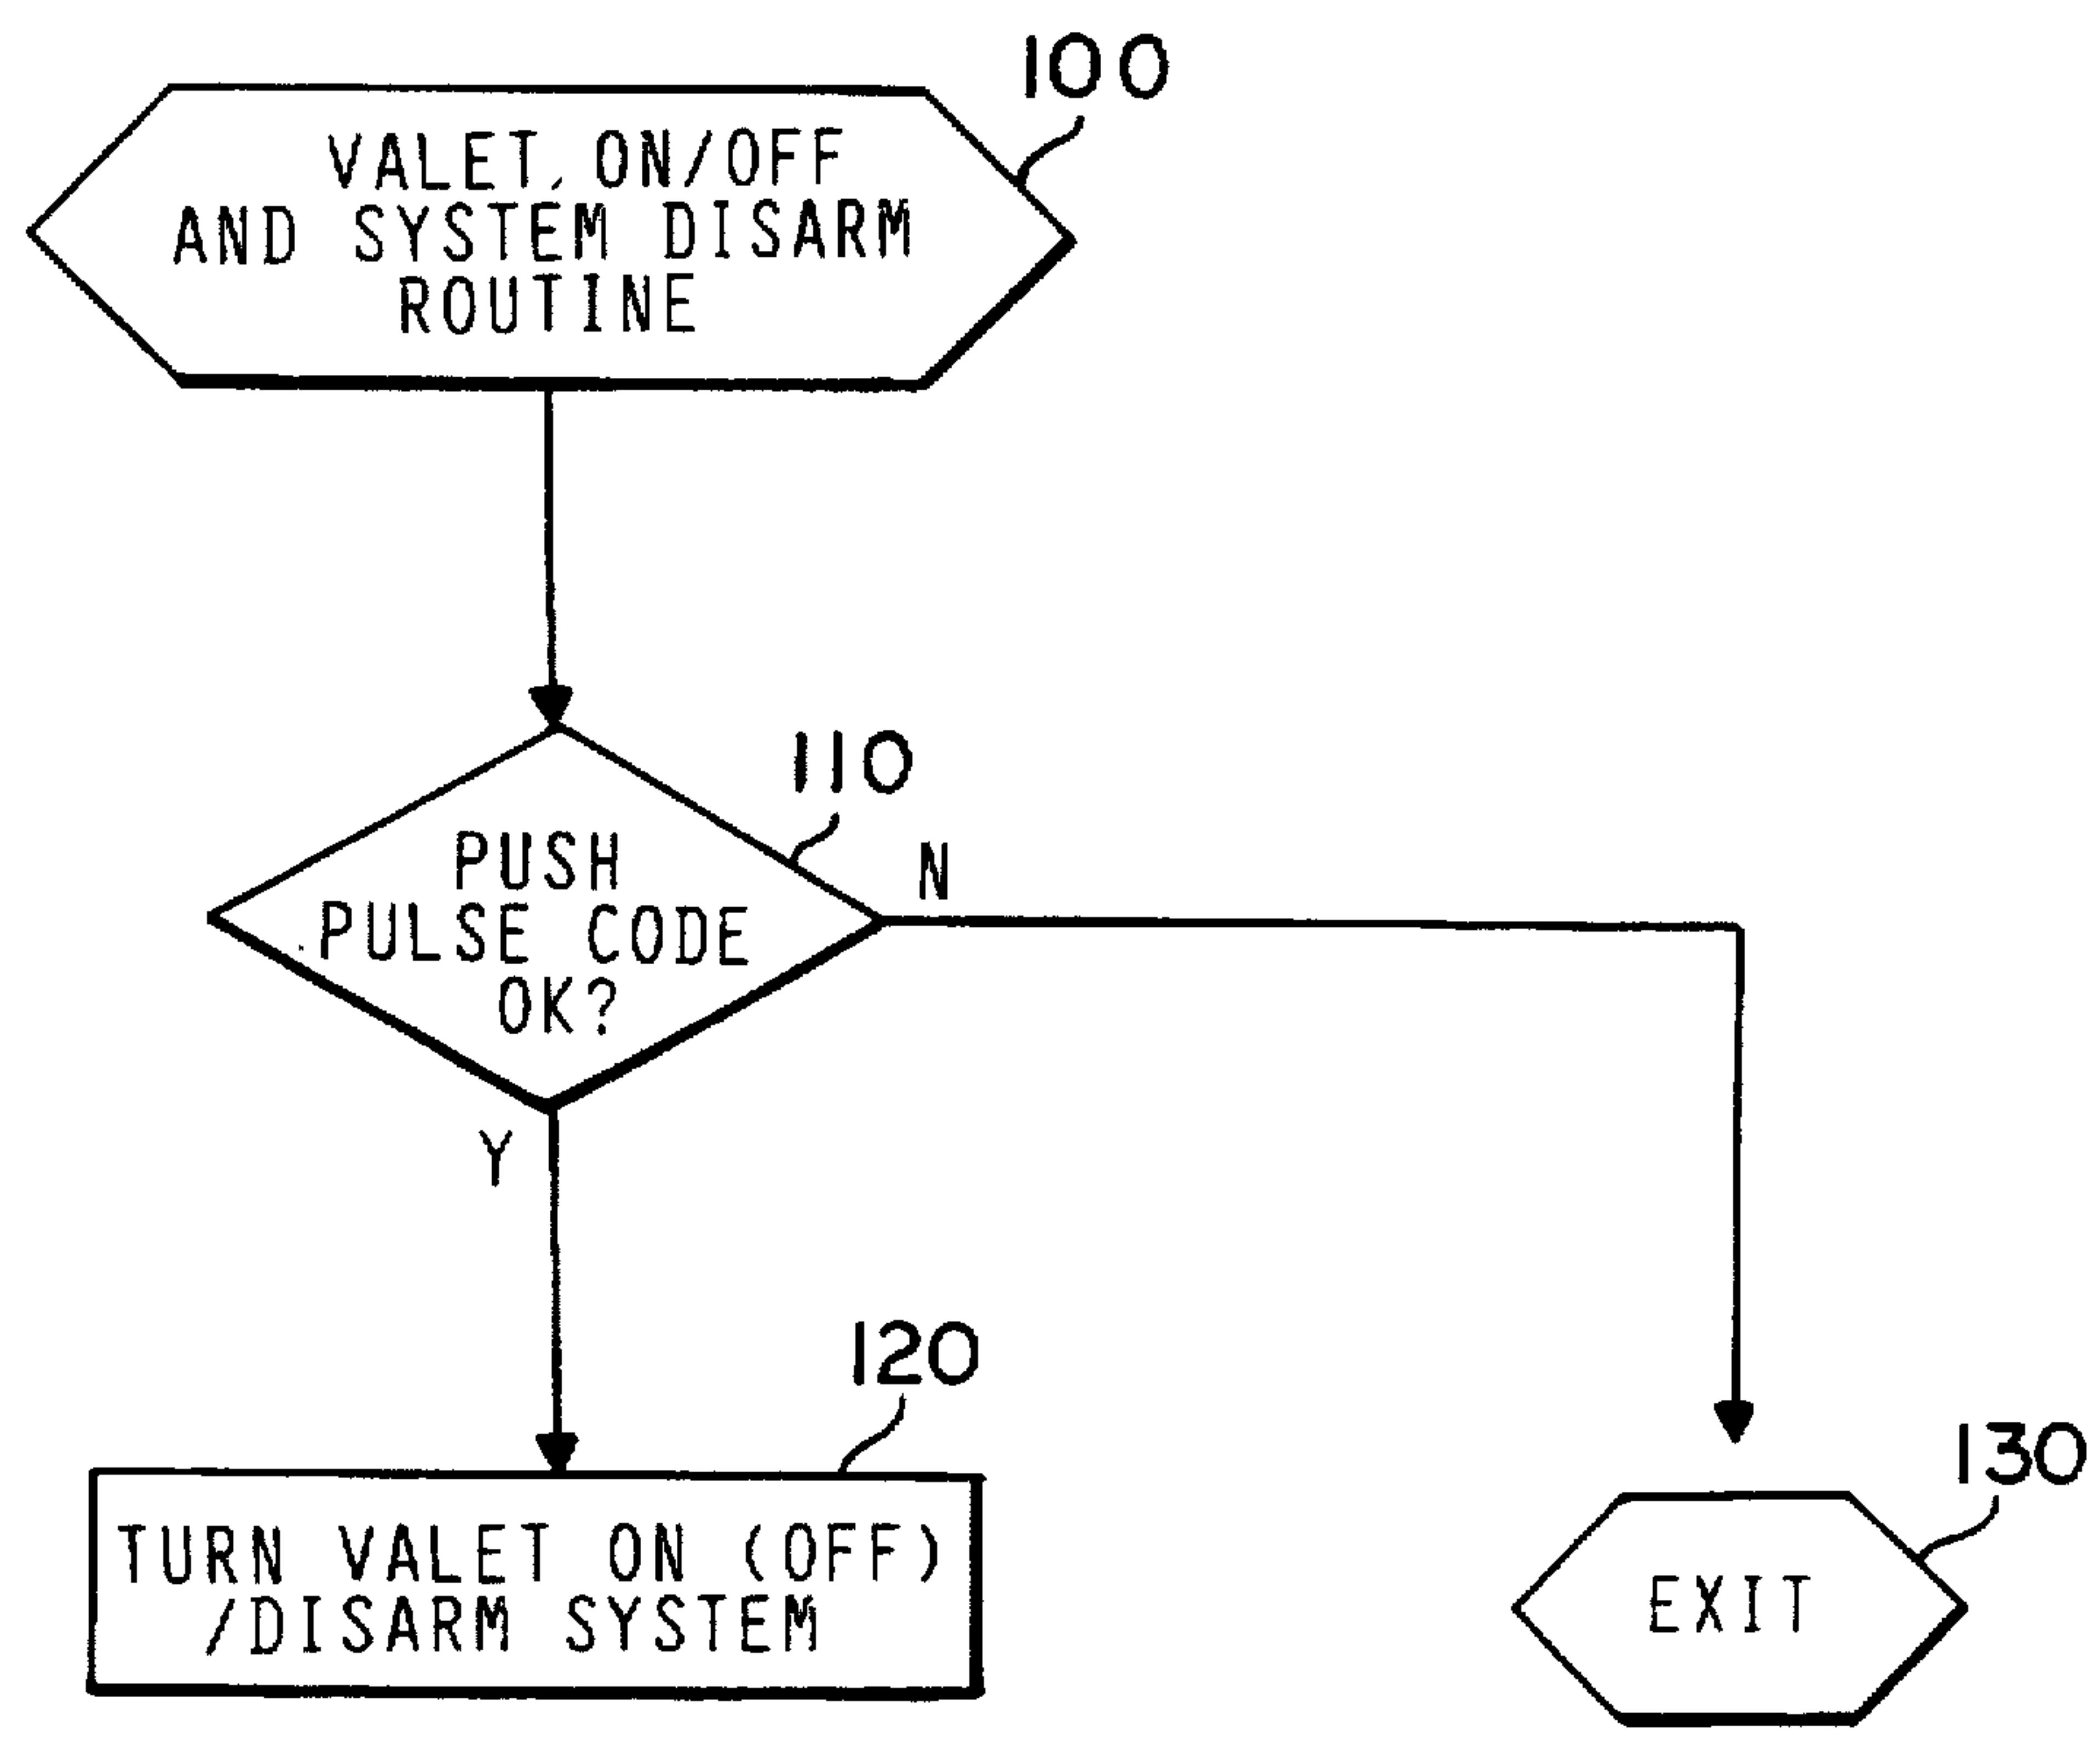 100
VALET, ON/OFF
AND SYSTEM DISARM
ROUTINE
110
PUSH
PULSE CODE
OK?
N
Y
120
TURN VALET ON (OFF)
/DISARM SYSTEM
130
EXIT